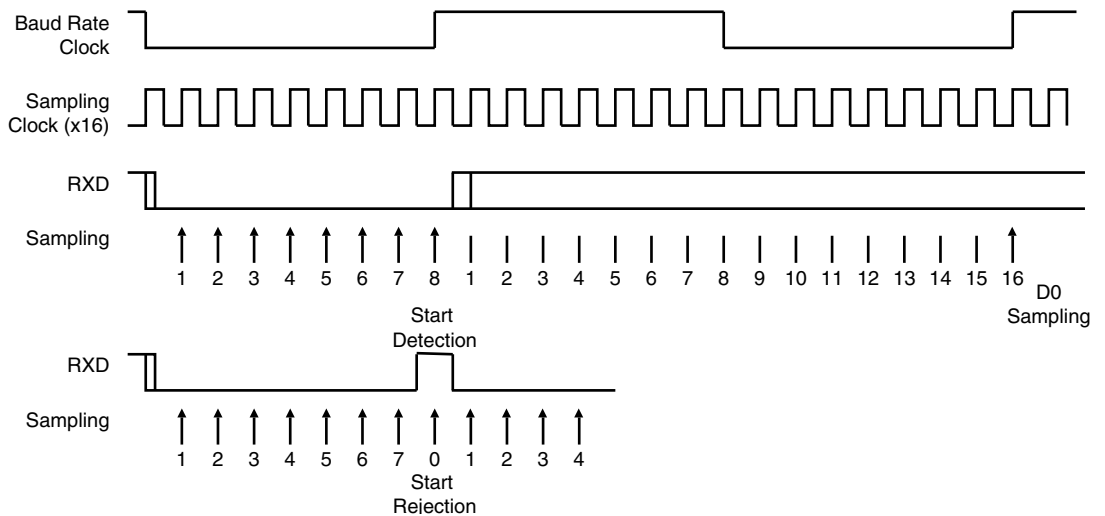 Baud Rate
Clock
Sampling
Clock (x16)
RXD
Sampling
1 2 3 4 5 6 7 8 1 2 3 4 5 6 7 8 9 10 11 12 13 14 15 16
D0
Sampling
Start
Detection
RXD
Sampling
1 2 3 4 5 6 7 0 1 2 3 4
Start
Rejection